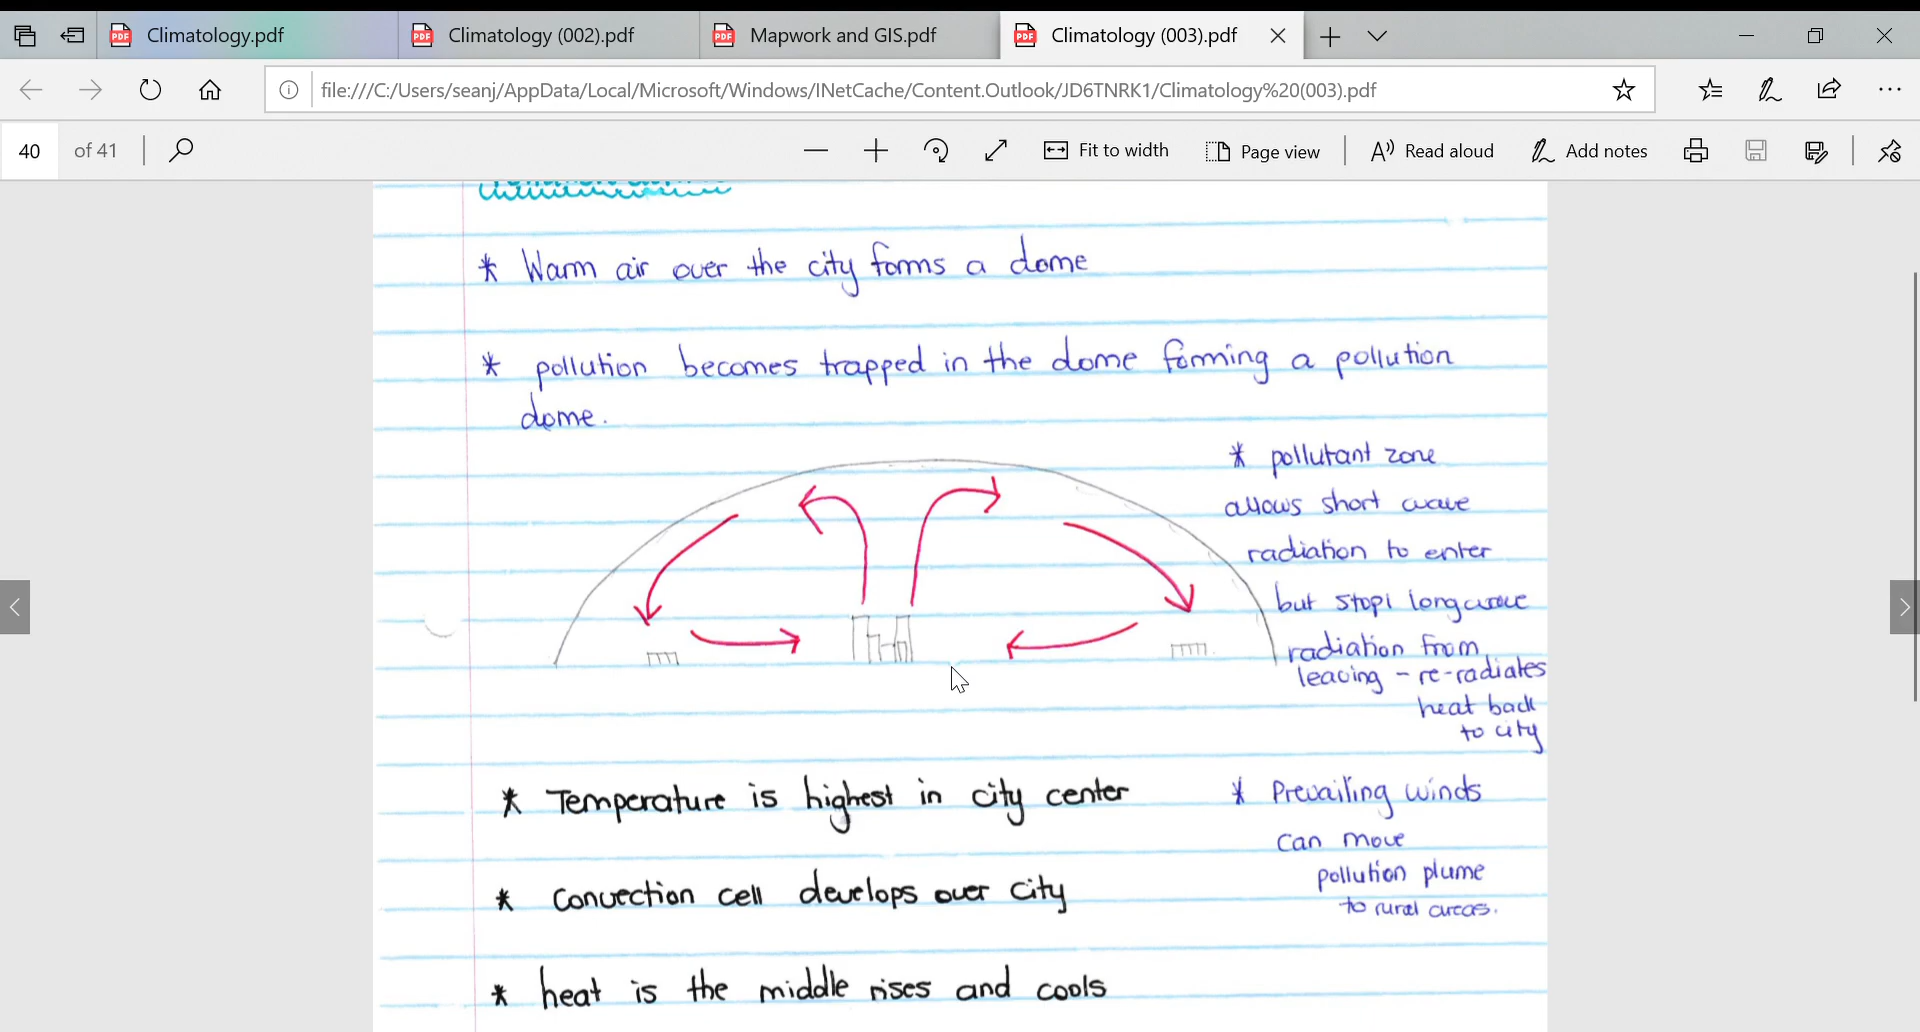 Climatology.pdf
Climatology (002).pdf
Mapwork and GIS.pdf
Climatology (003).pdf
file:///C:/Users/seanj/AppData/Local/Microsoft/Windows/INetCache/Content.Outlook/JD6TNRK1/Climatology%20(003).pdf
40 of 41
Fit to width
Page view
Read aloud
Add notes
* Warm air over the city forms a dome
* pollution becomes trapped in the dome forming a pollution
dome.
* pollutant zone
allows short wave
radiation to enter
but stops longwave
radiation from
leaving - re-radiates
heat back
to city
* Temperature is highest in city center
* Prevailing winds
can move
pollution plume
to rural areas.
* Convection cell develops over city
* heat is the middle rises and cools